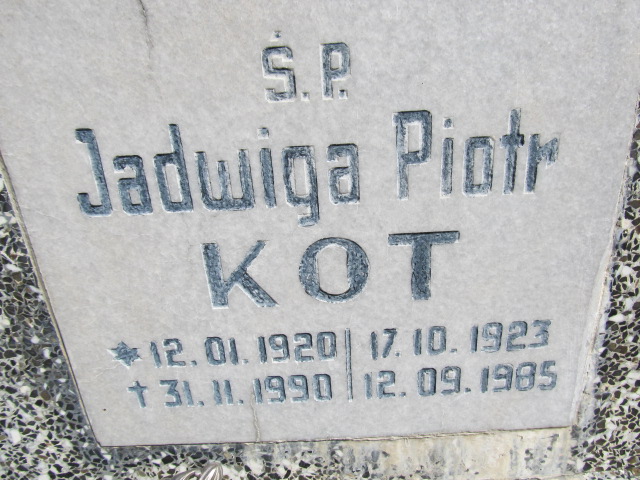 Ś.P.
Jadwiga Piotr
KOT
* 12.01.1920 | 17.10.1923
† 31.11.1990 | 12.09.1985